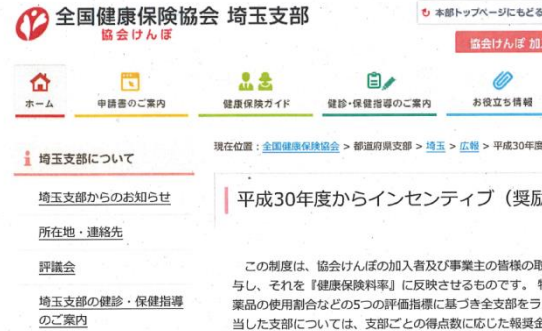 全国健康保険協会 埼玉支部
協会けんぽ
本部トップページにもどる
協会けんぽ 加
ホーム
申請書のご案内
健康保険ガイド
健診・保健指導のご案内
お役立ち情報
現在位置：全国健康保険協会 > 都道府県支部 > 埼玉 > 広報 > 平成30年度
埼玉支部について
埼玉支部からのお知らせ
所在地・連絡先
評議会
埼玉支部の健診・保健指導
のご案内
平成30年度からインセンティブ（奨励
この制度は、協会けんぽの加入者及び事業主の皆様の取
与し、それを『健康保険料率』に反映させるものです。 特
薬品の使用割合などの5つの評価指標に基づき全支部をラ
当した支部については、支部ごとの得点数に応じた報奨金